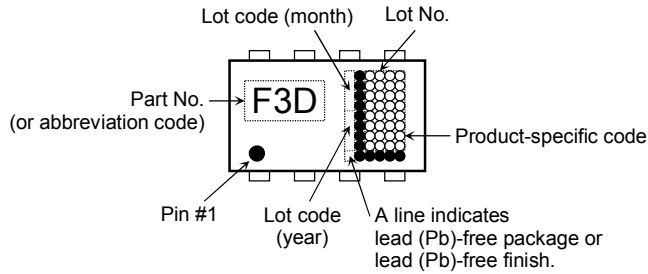 Lot code (month)
Lot No.
Part No.
(or abbreviation code)
F3D
Product-specific code
Pin #1
Lot code
(year)
A line indicates
lead (Pb)-free package or
lead (Pb)-free finish.